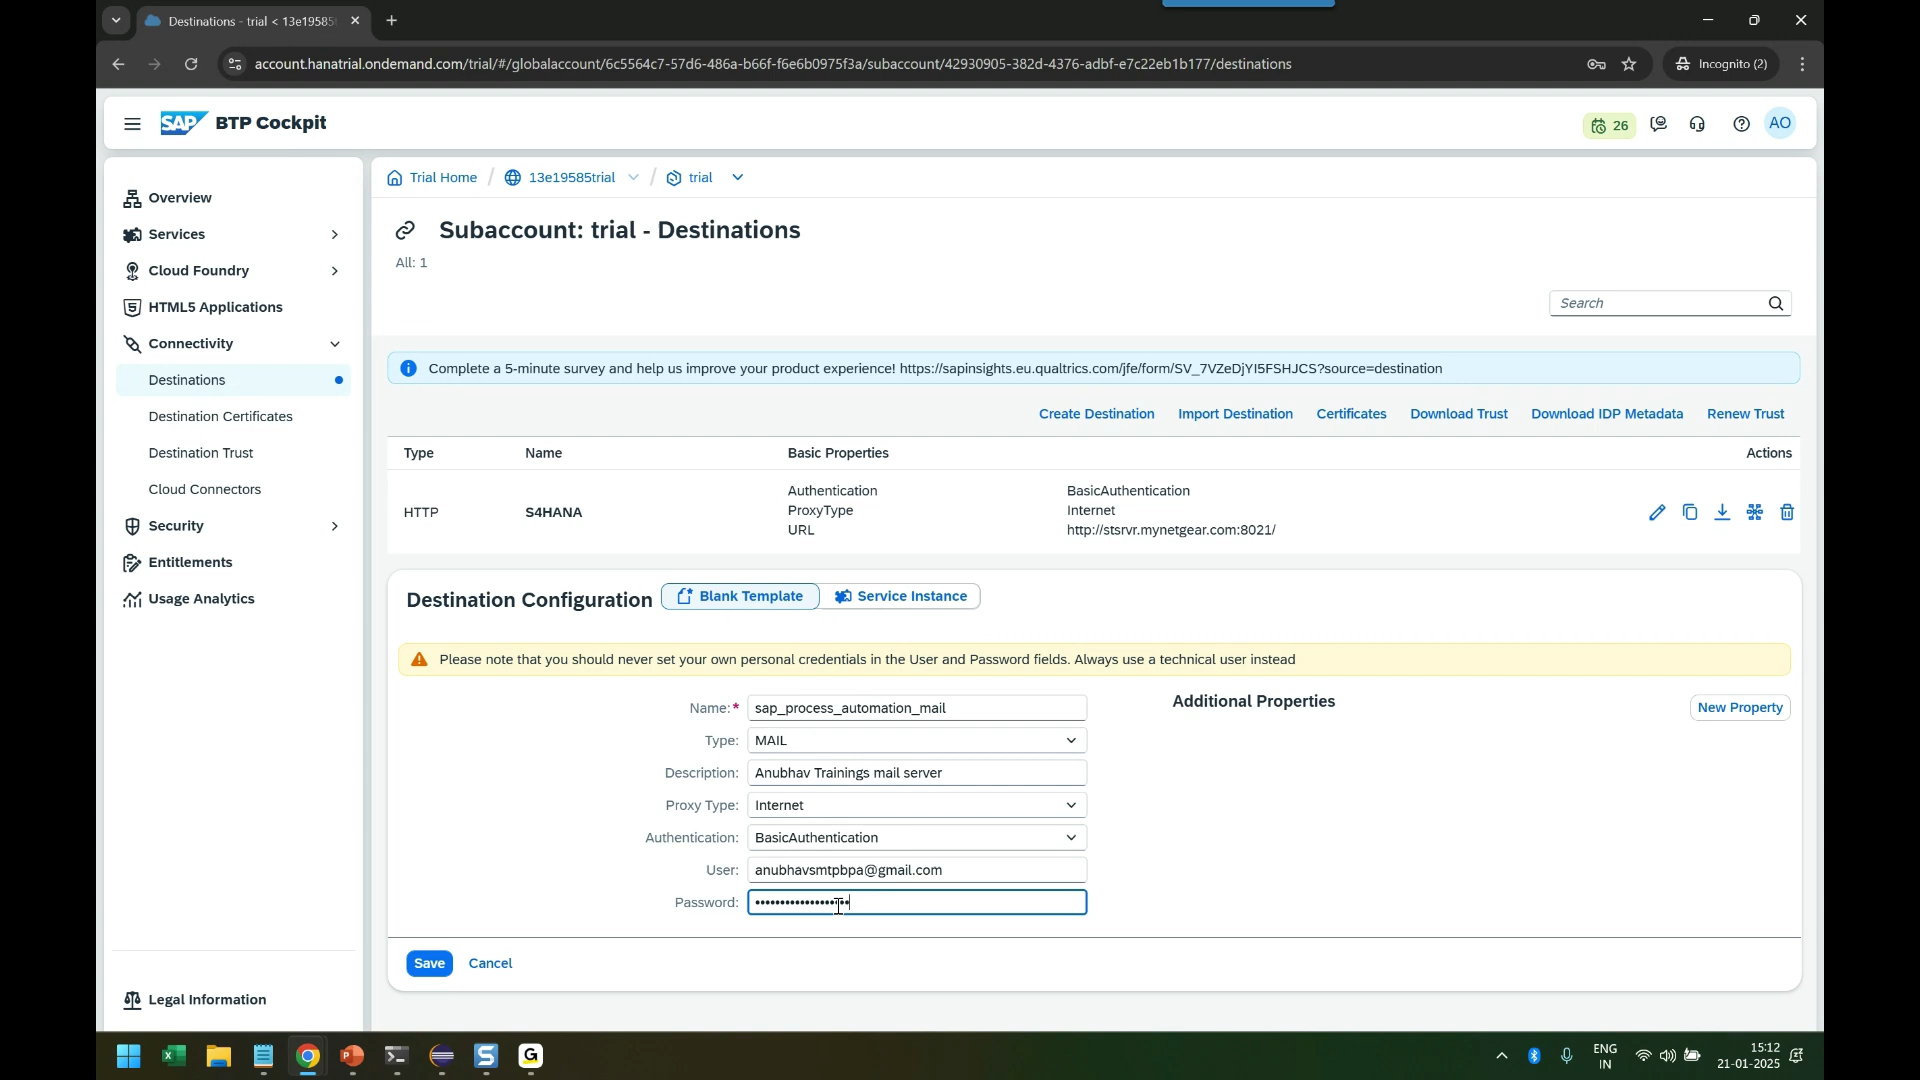 Destinations - trial < 13e19585t
account.hanatrial.ondemand.com/trial/#/globalaccount/6c5564c7-57d6-486a-b66f-f6e6b0975f3a/subaccount/42930905-382d-4376-adbf-e7c22eb1b177/destinations
Incognito (2)
SAP BTP Cockpit
26
AO
Overview
Services
Cloud Foundry
HTML5 Applications
Connectivity
Destinations
Destination Certificates
Destination Trust
Cloud Connectors
Security
Entitlements
Usage Analytics
Legal Information
Trial Home / 13e19585trial / trial
Subaccount: trial - Destinations
All: 1
Search
Complete a 5-minute survey and help us improve your product experience! https://sapinsights.eu.qualtrics.com/jfe/form/SV_7VZeDjYI5FSHJCS?source=destination
Create Destination Import Destination Certificates Download Trust Download IDP Metadata Renew Trust
Type Name Basic Properties Actions
HTTP S4HANA
Authentication BasicAuthentication
ProxyType Internet
URL http://stsrvr.mynetgear.com:8021/
Destination Configuration Blank Template Service Instance
Please note that you should never set your own personal credentials in the User and Password fields. Always use a technical user instead
Name:* sap_process_automation_mail
Type: MAIL
Description: Anubhav Trainings mail server
Proxy Type: Internet
Authentication: BasicAuthentication
User: anubhavsmtpbpa@gmail.com
Password:
Additional Properties
New Property
Save Cancel
ENG
IN
15:12
21-01-2025